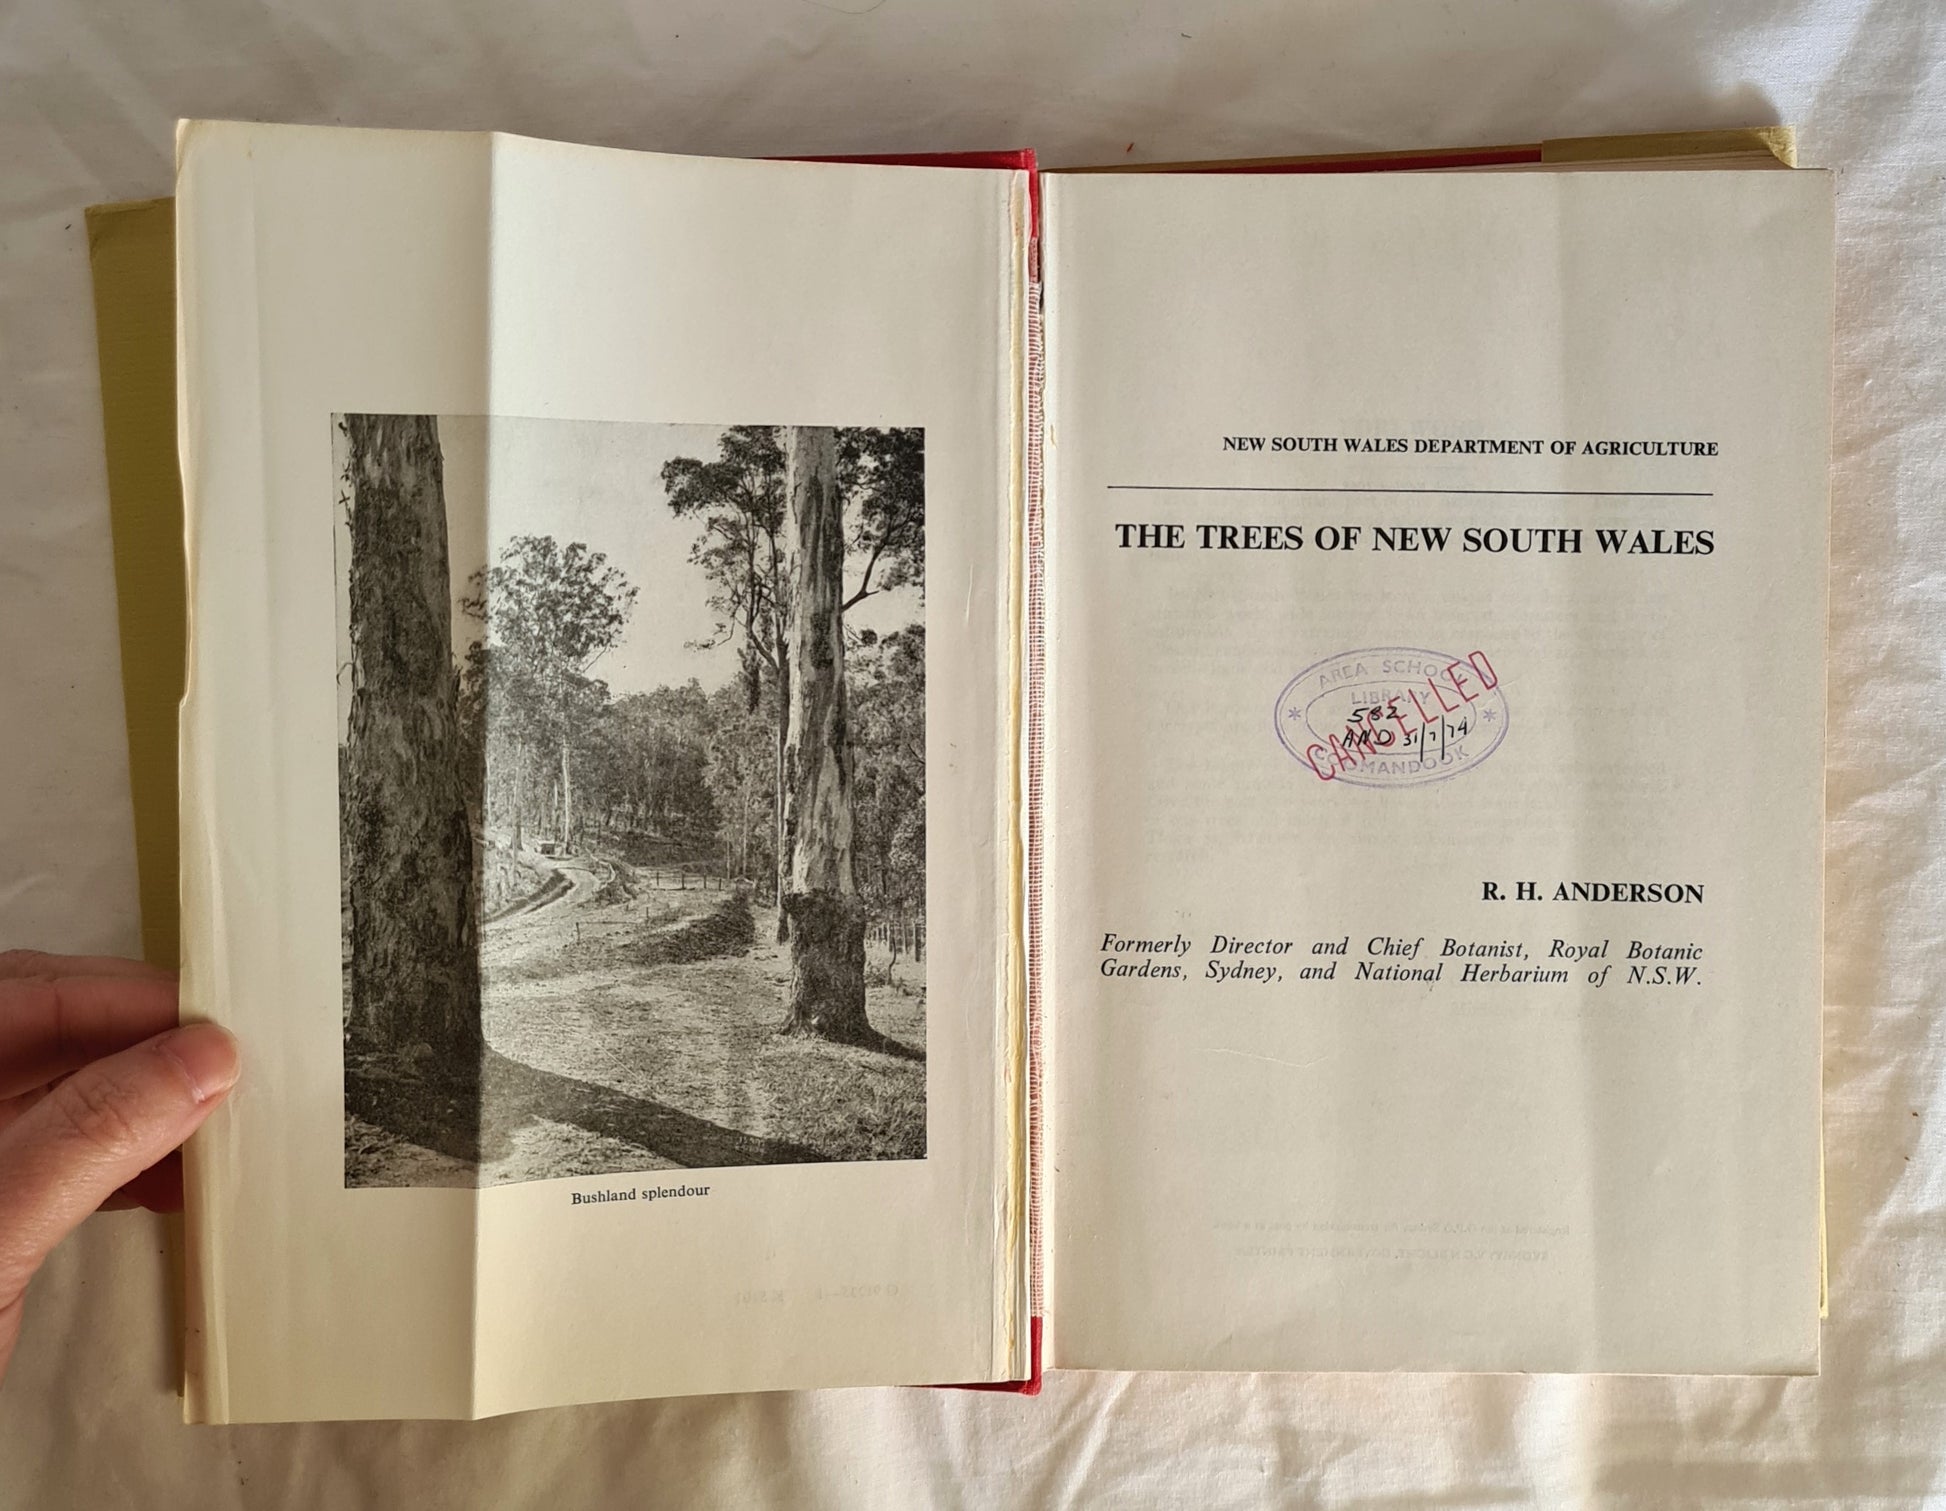 Bushland splendour
NEW SOUTH WALES DEPARTMENT OF AGRICULTURE
THE TREES OF NEW SOUTH WALES
AREA SCHOOL
LIBRARY
582
AND 31/7/74
CANCELLED
COOMANDOOK
R. H. ANDERSON
Formerly Director and Chief Botanist, Royal Botanic
Gardens, Sydney, and National Herbarium of N.S.W.